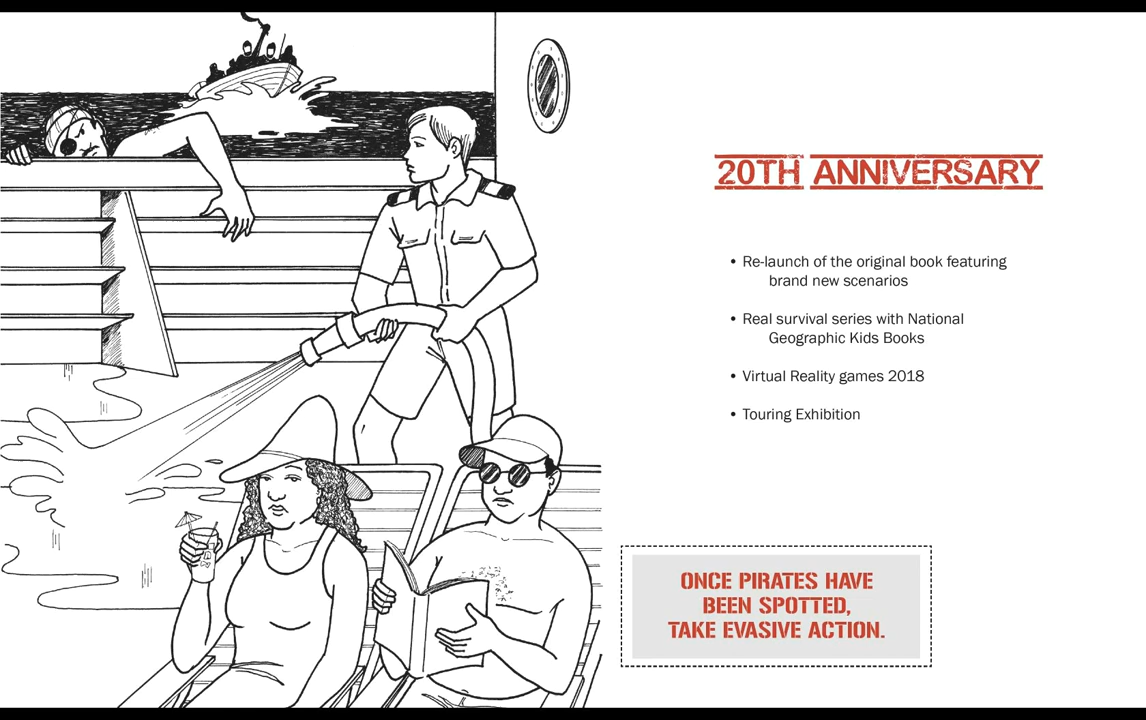 20TH ANNIVERSARY
• Re-launch of the original book featuring
brand new scenarios
• Real survival series with National
Geographic Kids Books
• Virtual Reality games 2018
• Touring Exhibition
ONCE PIRATES HAVE
BEEN SPOTTED,
TAKE EVASIVE ACTION.